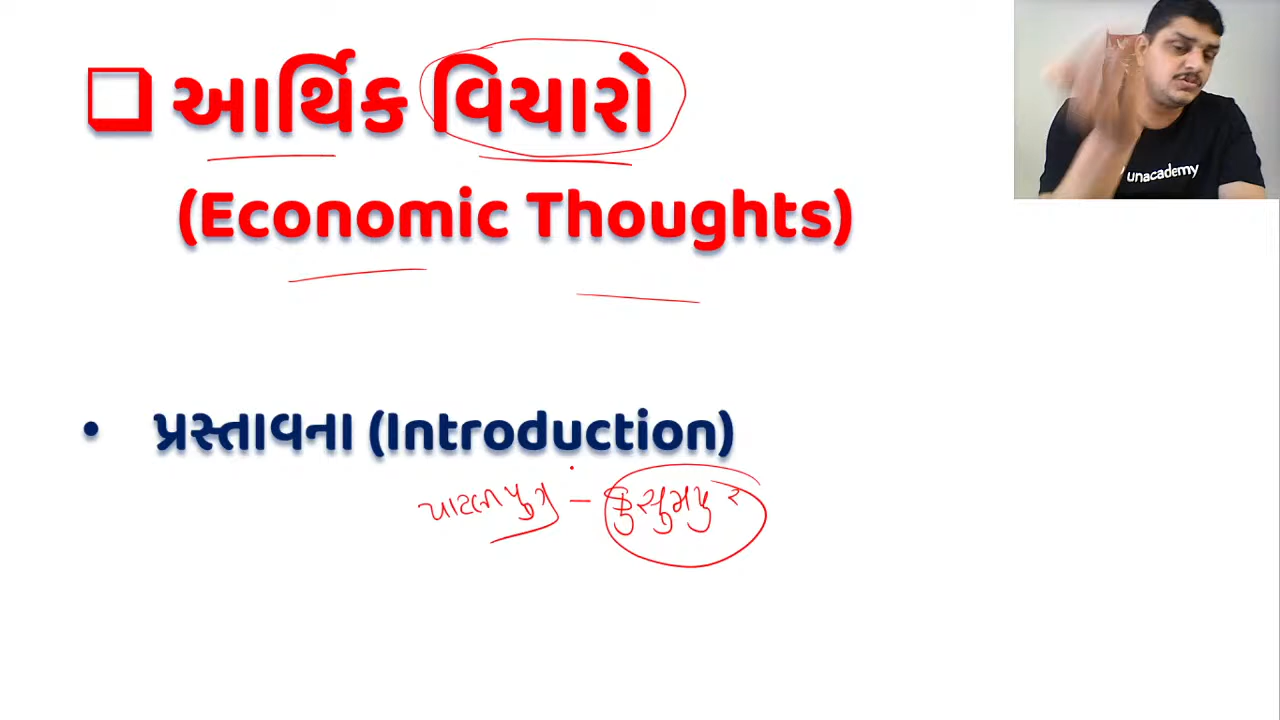 આર્થિક વિચારો
(Economic Thoughts)
• પ્રસ્તાવના (Introduction)
પાટલીપુત્ર - કુસુમપુર
unacademy